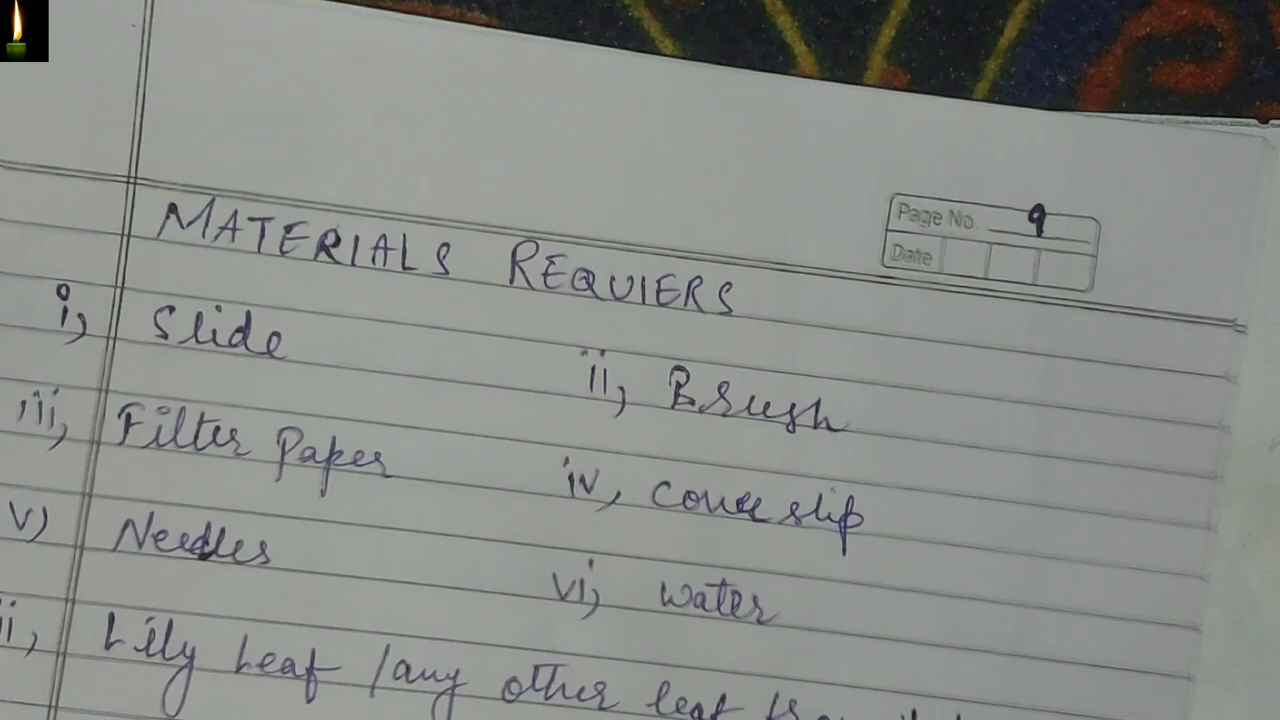 Page No. 9
Date
MATERIALS REQUIERS
i, Slide
ii, Brush
iii, Filter Paper
iv, Cover slip
v) Needles
vi, Water
ii, Lily Leaf / any other leaf